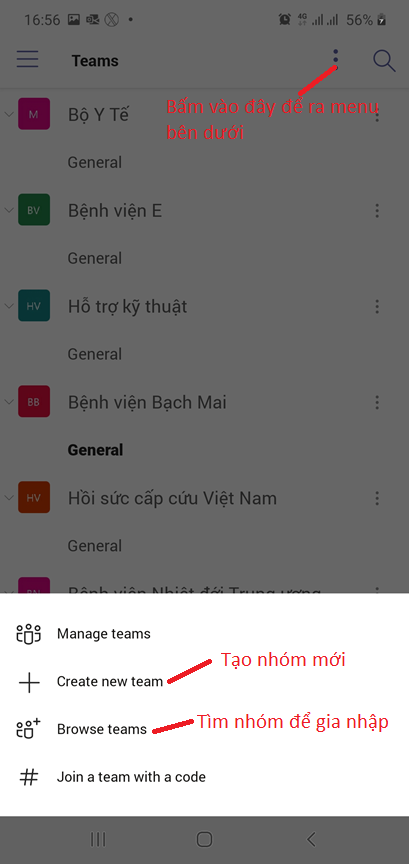 16:56 4G 56%
Teams
Bấm vào đây để ra menu
bên dưới
M Bộ Y Tế
General
BV Bệnh viện E
General
HV Hỗ trợ kỹ thuật
General
BB Bệnh viện Bạch Mai
General
HV Hồi sức cấp cứu Việt Nam
General
BN Bệnh viện Nhiệt đới Trung ương
Manage teams
Create new team
Tạo nhóm mới
Browse teams
Tìm nhóm để gia nhập
Join a team with a code